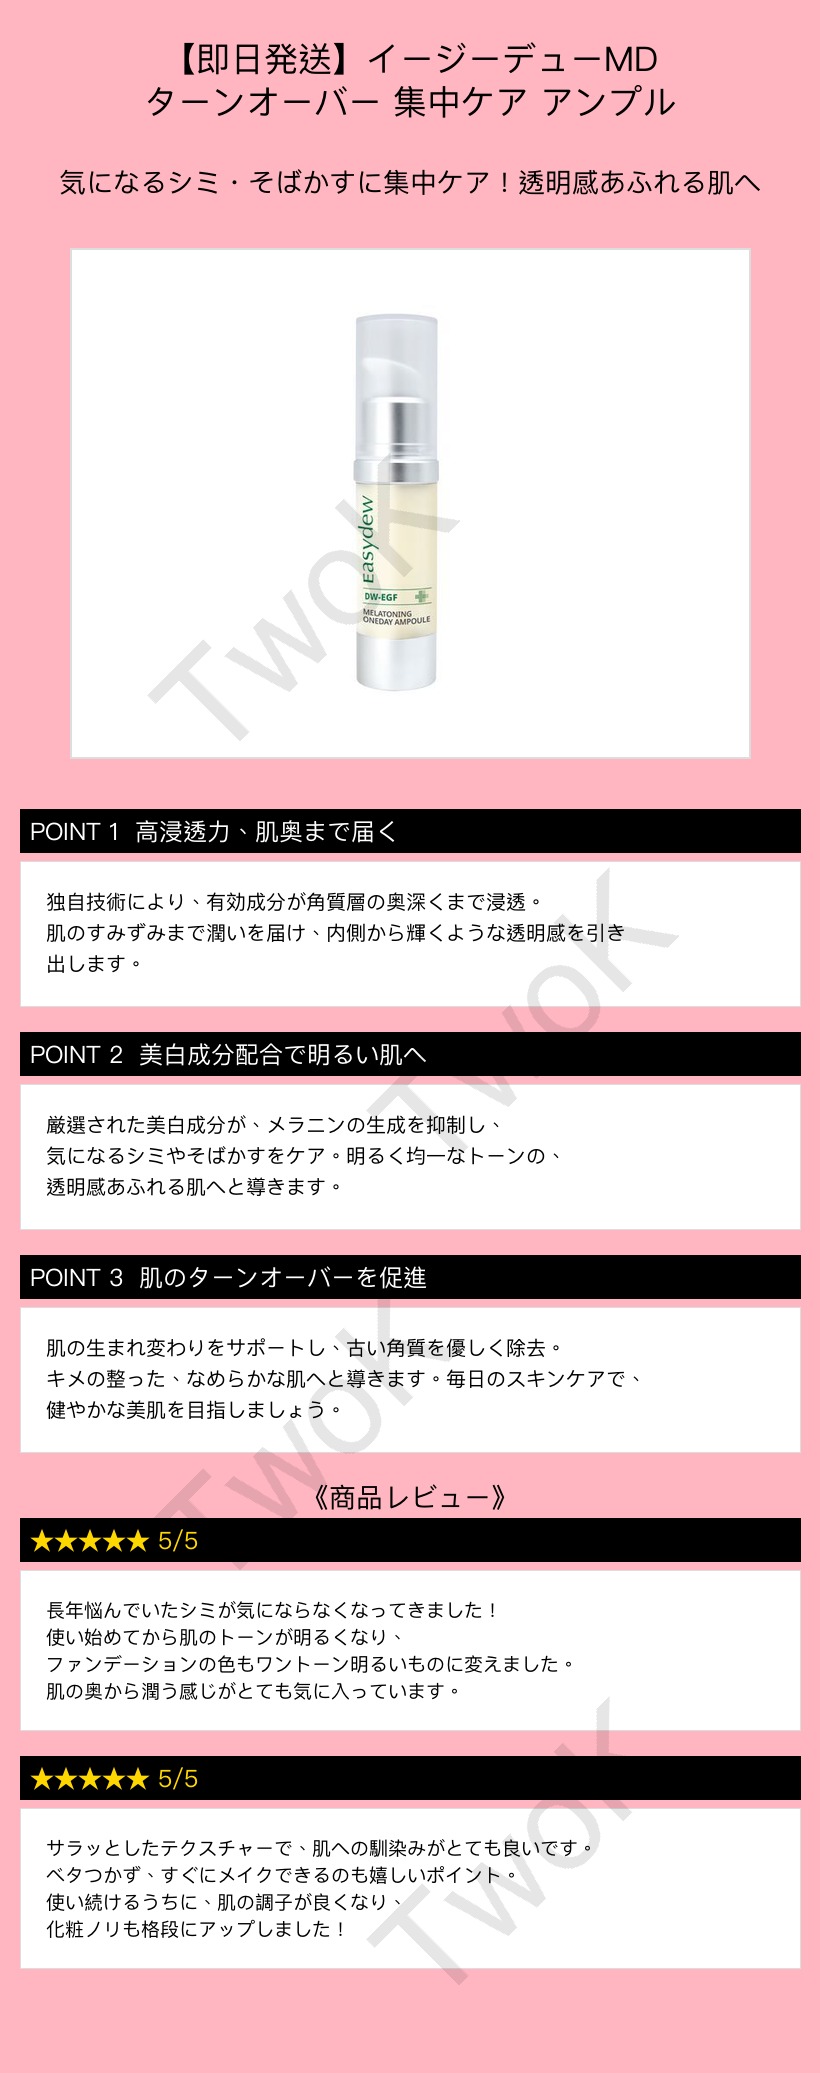 【即日発送】イージーデューMD
ターンオーバー 集中ケア アンプル
気になるシミ・そばかすに集中ケア！透明感あふれる肌へ
Easydew
DW-EGF
MELATONING
ONEDAY AMPOULE
TwoK
POINT 1 高浸透力、肌奥まで届く
独自技術により、有効成分が角質層の奥深くまで浸透。
肌のすみずみまで潤いを届け、内側から輝くような透明感を引き
出します。
TwoK
POINT 2 美白成分配合で明るい肌へ
厳選された美白成分が、メラニンの生成を抑制し、
気になるシミやそばかすをケア。明るく均一なトーンの、
透明感あふれる肌へと導きます。
POINT 3 肌のターンオーバーを促進
肌の生まれ変わりをサポートし、古い角質を優しく除去。
キメの整った、なめらかな肌へと導きます。毎日のスキンケアで、
健やかな美肌を目指しましょう。
TwoK
《商品レビュー》
★★★★★ 5/5
長年悩んでいたシミが気にならなくなってきました！
使い始めてから肌のトーンが明るくなり、
ファンデーションの色もワントーン明るいものに変えました。
肌の奥から潤う感じがとても気に入っています。
★★★★★ 5/5
サラッとしたテクスチャーで、肌への馴染みがとても良いです。
ベタつかず、すぐにメイクできるのも嬉しいポイント。
使い続けるうちに、肌の調子が良くなり、
化粧ノリも格段にアップしました！
TwoK